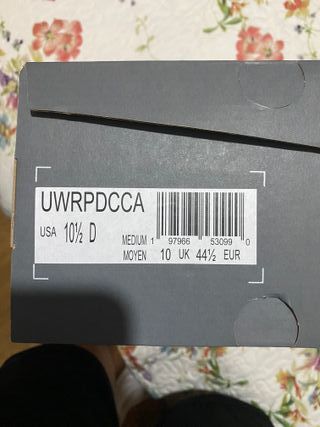 UWRPDCCA
USA 10½ D
MEDIUM 1 97966 53099 0
MOYEN 10 UK 44½ EUR